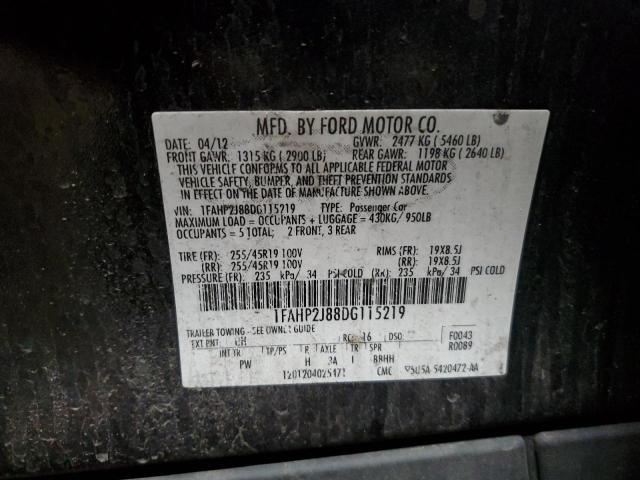 MFD. BY FORD MOTOR CO.
DATE: 04/12 GVWR: 2477 KG ( 5460 LB)
FRONT GAWR: 1315 KG ( 2900 LB) REAR GAWR: 1198 KG ( 2640 LB)
THIS VEHICLE CONFORMS TO ALL APPLICABLE FEDERAL MOTOR
VEHICLE SAFETY, BUMPER, AND THEFT PREVENTION STANDARDS
IN EFFECT ON THE DATE OF MANUFACTURE SHOWN ABOVE.
VIN: 1FAHP2J88DG115219 TYPE: Passenger Car
MAXIMUM LOAD = OCCUPANTS + LUGGAGE = 430KG/ 950LB
OCCUPANTS = 5 TOTAL; 2 FRONT, 3 REAR
TIRE (FR): 255/45R19 100V RIMS (FR): 19X8.5J
(RR): 255/45R19 100V (RR): 19X8.5J
PRESSURE (FR): 235 kPa/ 34 PSI COLD (RR): 235 kPa/ 34 PSI COLD
1FAHP2J88DG115219
TRAILER TOWING - SEE OWNER GUIDE
EXT PNT: UH RC: 16 DSO: F0043
INT TR TP/PS R AXLE TR SPR R0089
PW H 3A J BBHH
CMC 5420472-AA